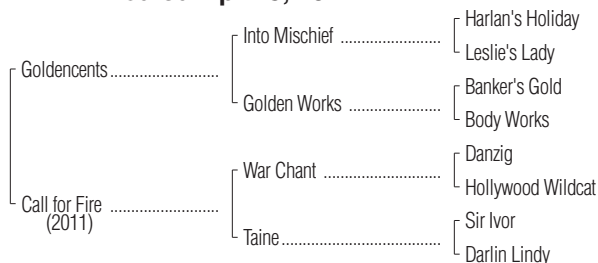 Harlan's Holiday
Into Mischief ......................
Leslie's Lady
Goldencents........................
Banker's Gold
Golden Works ....................
Body Works
Danzig
War Chant .........................
Hollywood Wildcat
Call for Fire ........................
(2011)
Sir Ivor
Taine...................................
Darlin Lindy